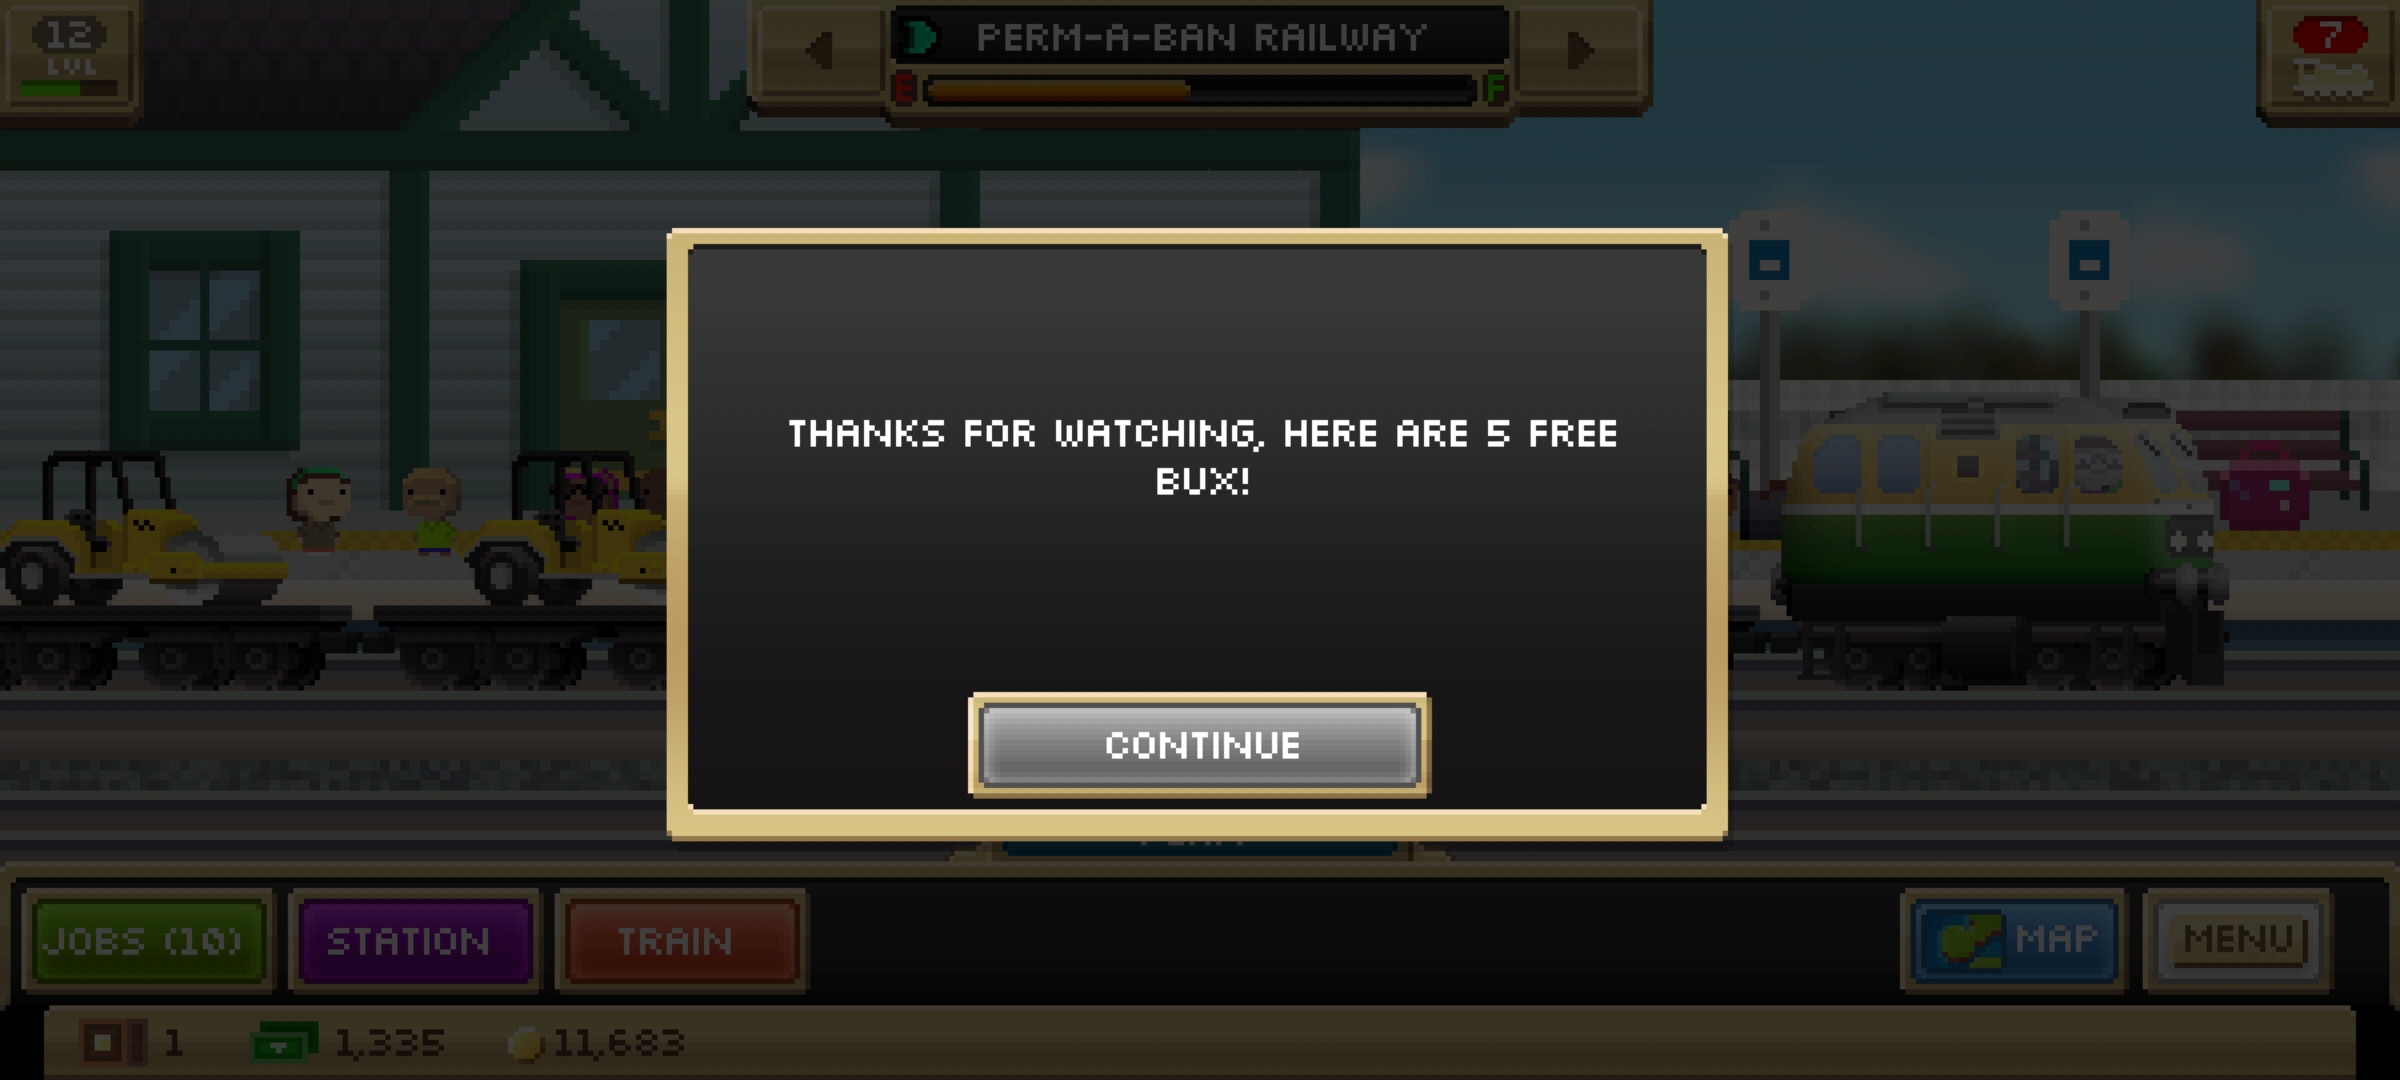 12
LVL
PERM-A-BAN RAILWAY
E
F
7
THANKS FOR WATCHING, HERE ARE 5 FREE
BUX!
CONTINUE
JOBS (10)
STATION
TRAIN
MAP
MENU
1
1,335
11,683